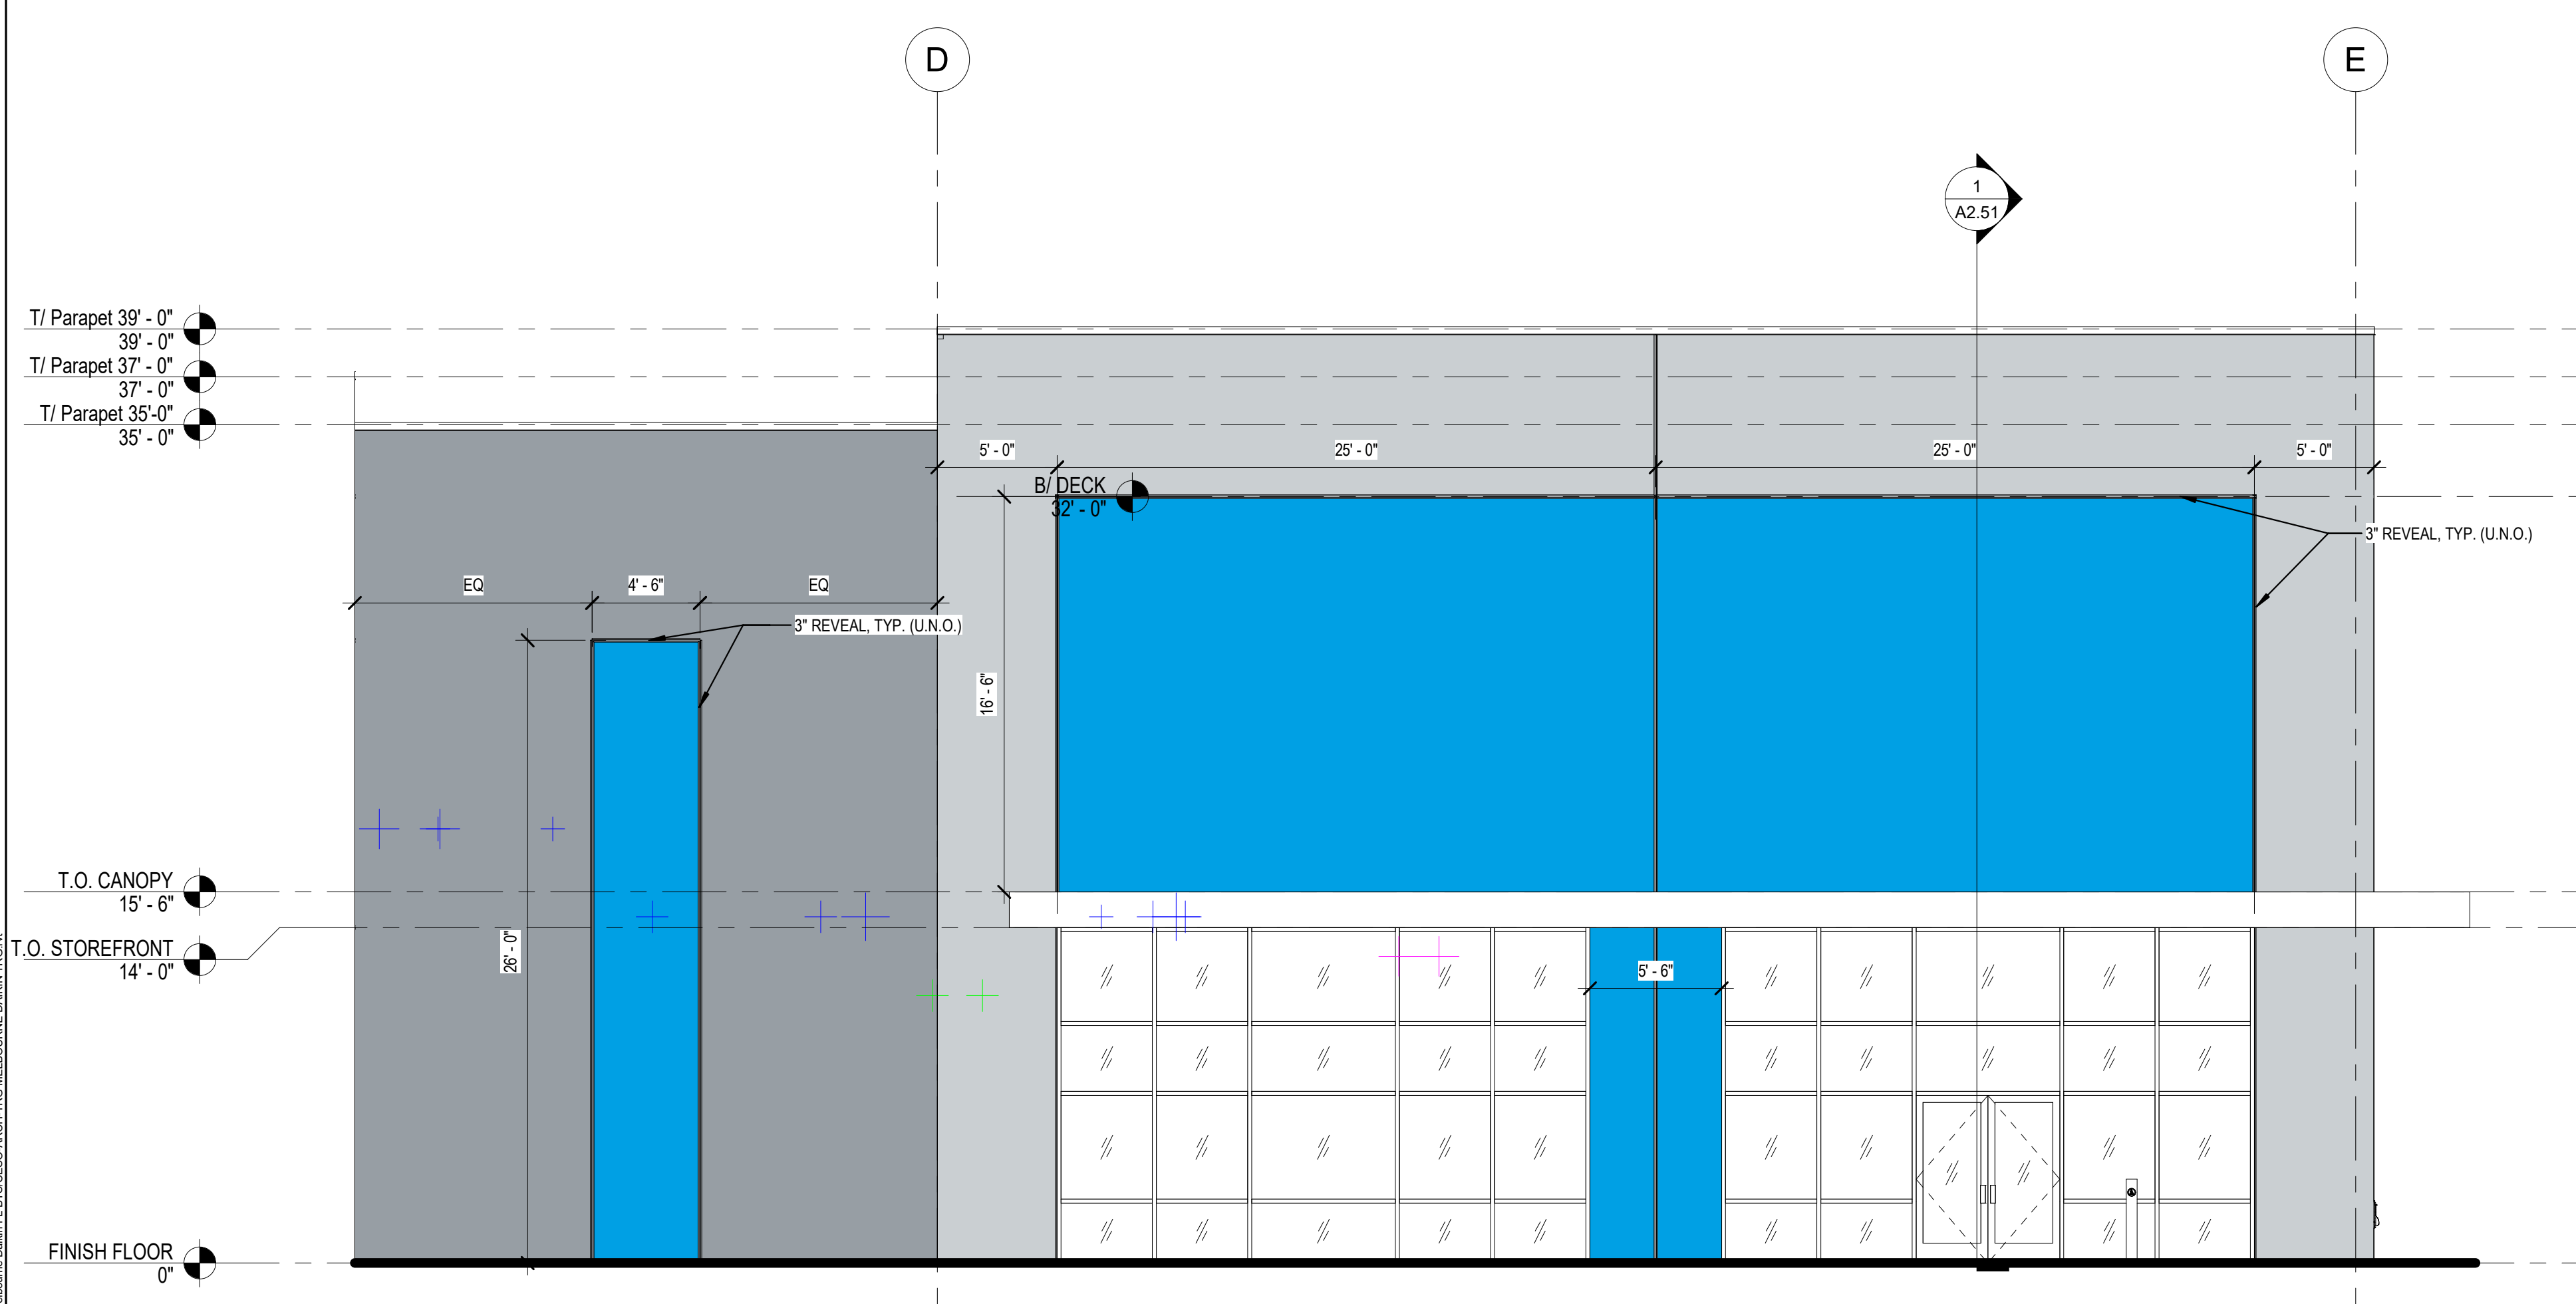 D
E
1
A2.51
T/ Parapet 39' - 0"
39' - 0"
T/ Parapet 37' - 0"
37' - 0"
T/ Parapet 35'-0"
35' - 0"
5' - 0"
25' - 0"
25' - 0"
5' - 0"
B/ DECK
32' - 0"
3" REVEAL, TYP. (U.N.O.)
EQ
4' - 6"
EQ
3" REVEAL, TYP. (U.N.O.)
16' - 6"
T.O. CANOPY
15' - 6"
T.O. STOREFRONT
14' - 0"
26' - 0"
5' - 6"
FINISH FLOOR
0"